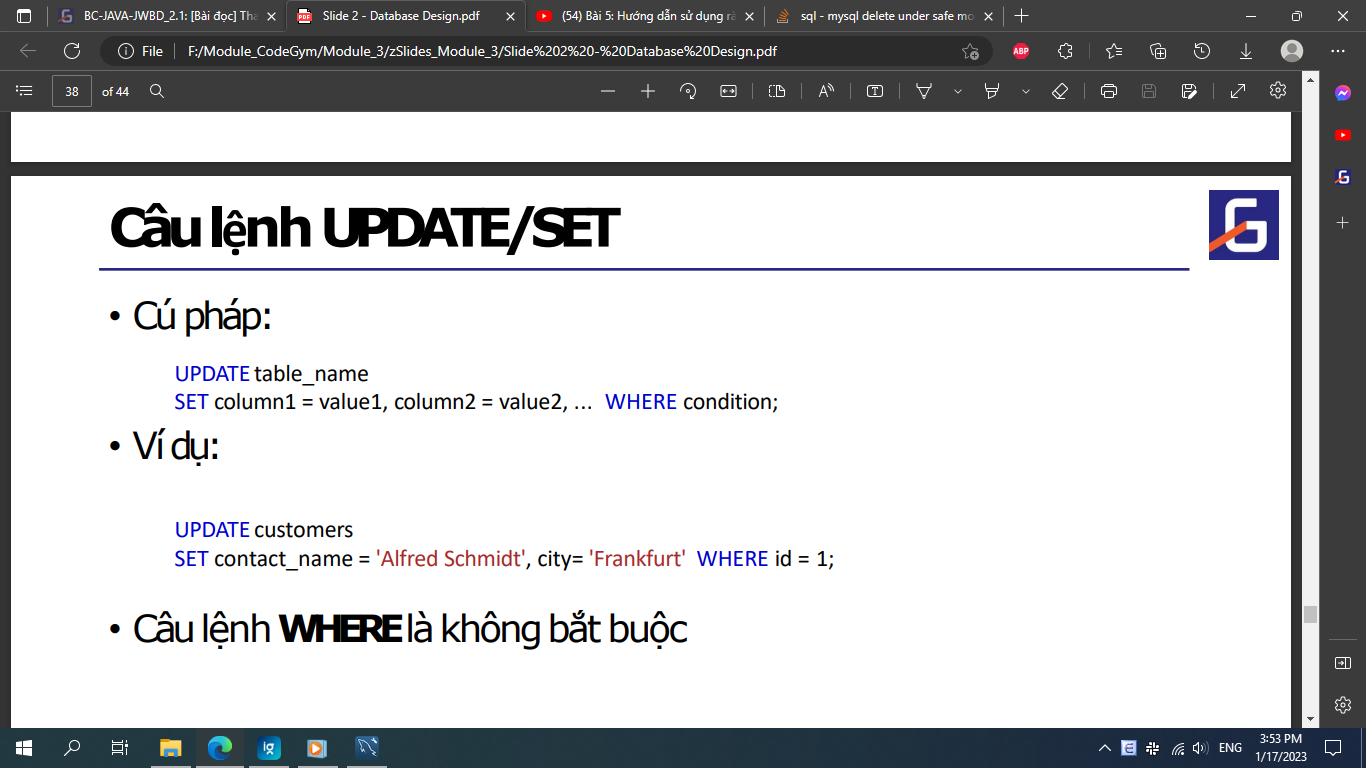 BC-JAVA-JWBD_2.1: [Bài đọc] Tha
Slide 2 - Database Design.pdf
(54) Bài 5: Hướng dẫn sử dụng rà
sql - mysql delete under safe mo
File
F:/Module_CodeGym/Module_3/zSlides_Module_3/Slide%202%20-%20Database%20Design.pdf
ABP
38 of 44
Câu lệnh UPDATE/SET
• Cú pháp:
UPDATE table_name
SET column1 = value1, column2 = value2, ... WHERE condition;
• Ví dụ:
UPDATE customers
SET contact_name = 'Alfred Schmidt', city= 'Frankfurt' WHERE id = 1;
• Câu lệnh WHERE là không bắt buộc
ENG
3:53 PM
1/17/2023